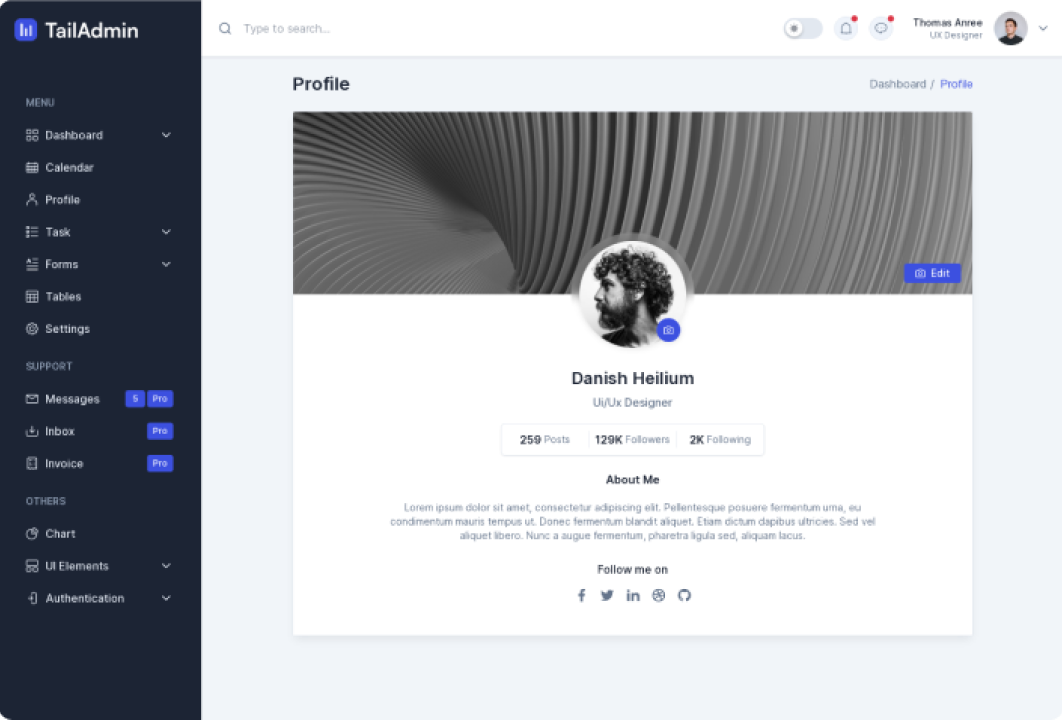 TailAdmin
Type to search...
Thomas Anree
UX Designer
MENU
Dashboard
Calendar
Profile
Task
Forms
Tables
Settings
SUPPORT
Messages 5 Pro
Inbox Pro
Invoice Pro
OTHERS
Chart
UI Elements
Authentication
Profile
Dashboard / Profile
Edit
Danish Heilium
Ui/Ux Designer
259 Posts 129K Followers 2K Following
About Me
Lorem ipsum dolor sit amet, consectetur adipiscing elit. Pellentesque posuere fermentum urna, eu
condimentum mauris tempus ut. Donec fermentum blandit aliquet. Etiam dictum dapibus ultricies. Sed vel
aliquet libero. Nunc a augue fermentum, pharetra ligula sed, aliquam lacus.
Follow me on